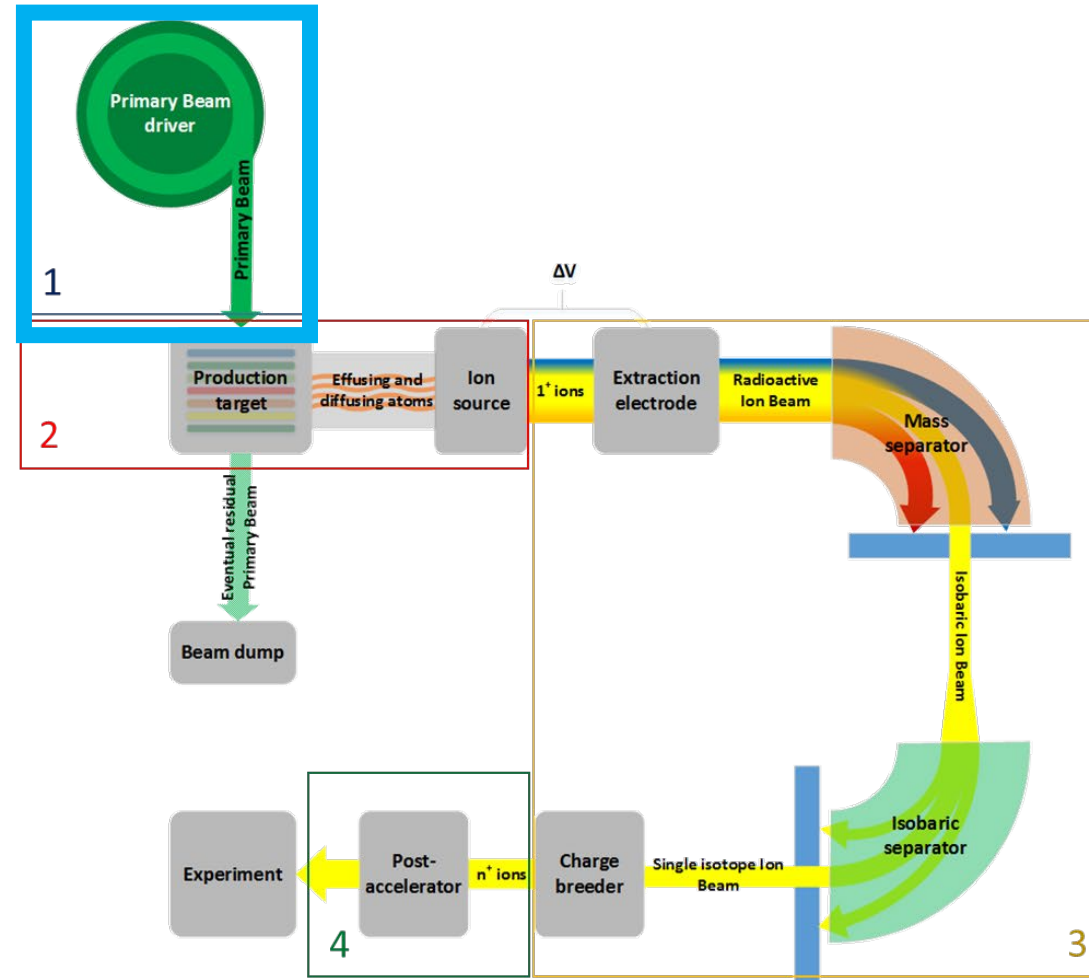 Primary Beam
driver
Primary Beam
1
ΔV
Production
target
Effusing and
diffusing atoms
Ion
source
1⁺ ions
Extraction
electrode
Radioactive
Ion Beam
Mass
separator
2
Eventual residual
Primary Beam
Beam dump
Isobaric Ion Beam
Isobaric
separator
Experiment
Post-
accelerator
n⁺ ions
Charge
breeder
Single isotope Ion
Beam
4
3